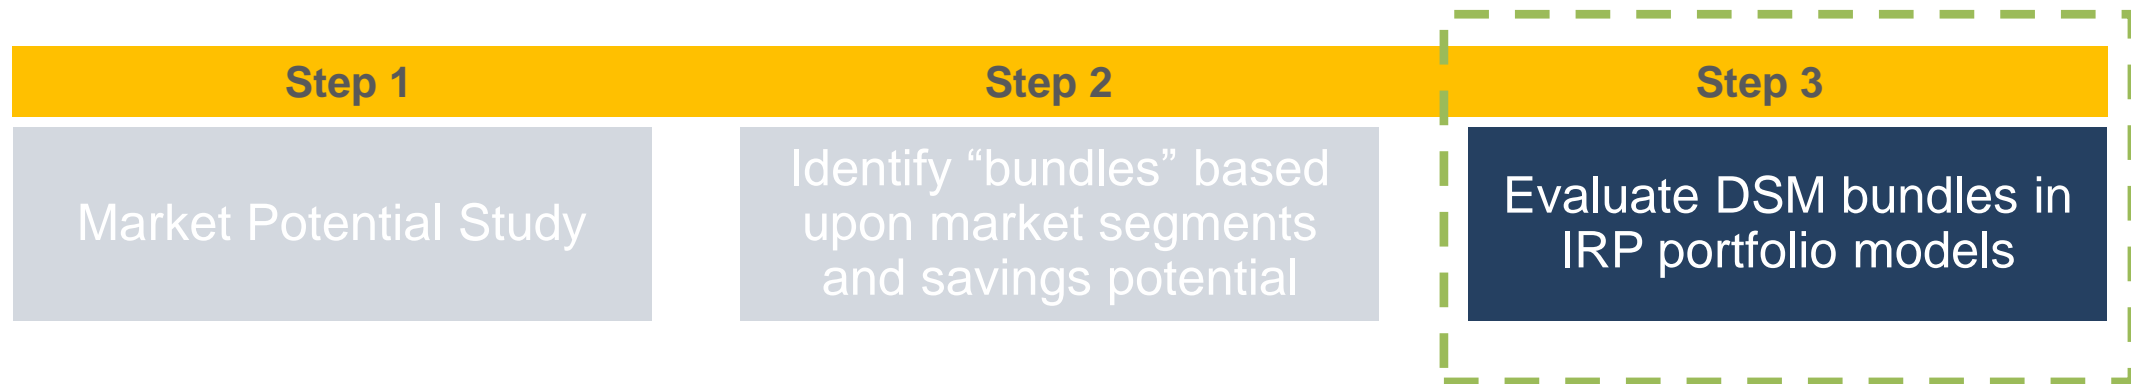 Step 1
Step 2
Step 3
Market Potential Study
Identify “bundles” based
upon market segments
and savings potential
Evaluate DSM bundles in
IRP portfolio models